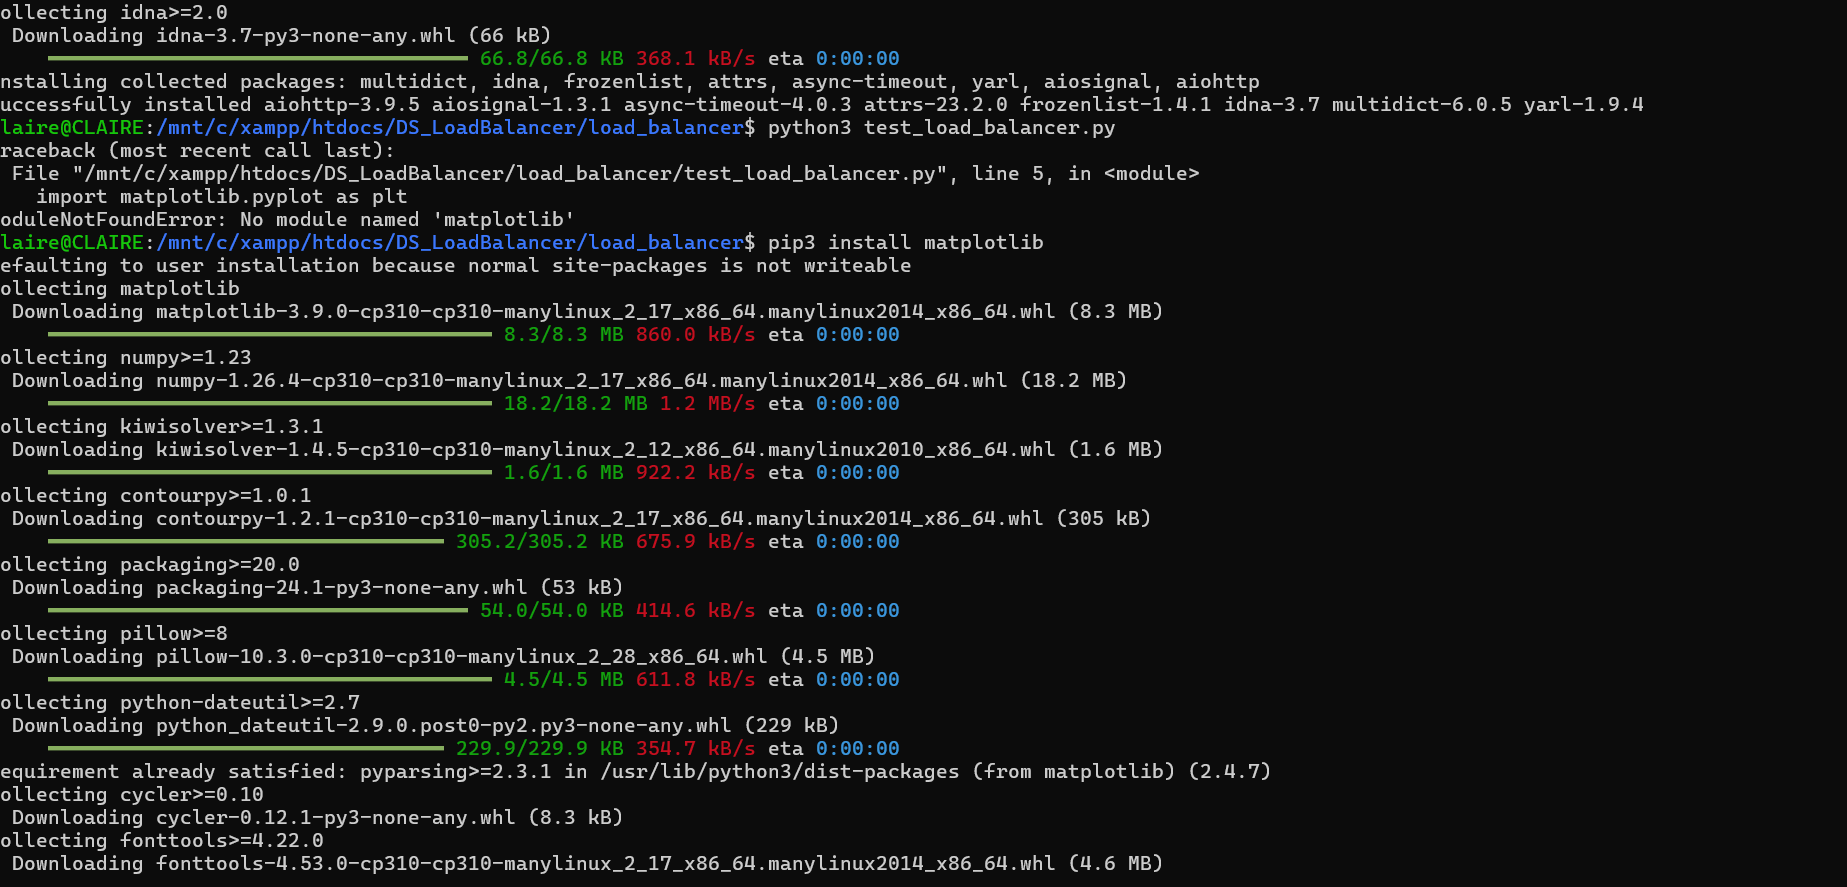 ollecting idna>=2.0
Downloading idna-3.7-py3-none-any.whl (66 kB)
66.8/66.8 KB 368.1 kB/s eta 0:00:00
nstalling collected packages: multidict, idna, frozenlist, attrs, async-timeout, yarl, aiosignal, aiohttp
uccessfully installed aiohttp-3.9.5 aiosignal-1.3.1 async-timeout-4.0.3 attrs-23.2.0 frozenlist-1.4.1 idna-3.7 multidict-6.0.5 yarl-1.9.4
laire@CLAIRE:/mnt/c/xampp/htdocs/DS_LoadBalancer/load_balancer$ python3 test_load_balancer.py
raceback (most recent call last):
File "/mnt/c/xampp/htdocs/DS_LoadBalancer/load_balancer/test_load_balancer.py", line 5, in <module>
import matplotlib.pyplot as plt
oduleNotFoundError: No module named 'matplotlib'
laire@CLAIRE:/mnt/c/xampp/htdocs/DS_LoadBalancer/load_balancer$ pip3 install matplotlib
efaulting to user installation because normal site-packages is not writeable
ollecting matplotlib
Downloading matplotlib-3.9.0-cp310-cp310-manylinux_2_17_x86_64.manylinux2014_x86_64.whl (8.3 MB)
8.3/8.3 MB 860.0 kB/s eta 0:00:00
ollecting numpy>=1.23
Downloading numpy-1.26.4-cp310-cp310-manylinux_2_17_x86_64.manylinux2014_x86_64.whl (18.2 MB)
18.2/18.2 MB 1.2 MB/s eta 0:00:00
ollecting kiwisolver>=1.3.1
Downloading kiwisolver-1.4.5-cp310-cp310-manylinux_2_12_x86_64.manylinux2010_x86_64.whl (1.6 MB)
1.6/1.6 MB 922.2 kB/s eta 0:00:00
ollecting contourpy>=1.0.1
Downloading contourpy-1.2.1-cp310-cp310-manylinux_2_17_x86_64.manylinux2014_x86_64.whl (305 kB)
305.2/305.2 KB 675.9 kB/s eta 0:00:00
ollecting packaging>=20.0
Downloading packaging-24.1-py3-none-any.whl (53 kB)
54.0/54.0 KB 414.6 kB/s eta 0:00:00
ollecting pillow>=8
Downloading pillow-10.3.0-cp310-cp310-manylinux_2_28_x86_64.whl (4.5 MB)
4.5/4.5 MB 611.8 kB/s eta 0:00:00
ollecting python-dateutil>=2.7
Downloading python_dateutil-2.9.0.post0-py2.py3-none-any.whl (229 kB)
229.9/229.9 KB 354.7 kB/s eta 0:00:00
equirement already satisfied: pyparsing>=2.3.1 in /usr/lib/python3/dist-packages (from matplotlib) (2.4.7)
ollecting cycler>=0.10
Downloading cycler-0.12.1-py3-none-any.whl (8.3 kB)
ollecting fonttools>=4.22.0
Downloading fonttools-4.53.0-cp310-cp310-manylinux_2_17_x86_64.manylinux2014_x86_64.whl (4.6 MB)